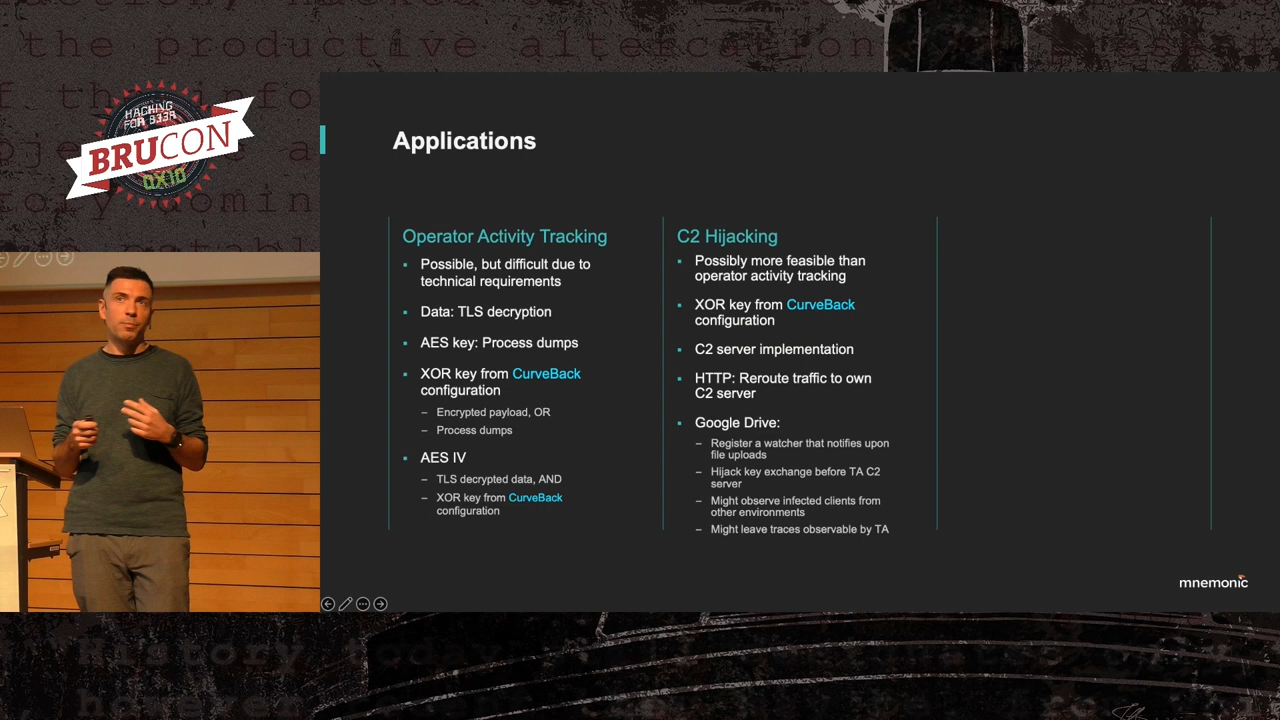 the productive altercation
HACKING
FOR B33R
BRUCON
0X10
Applications
Operator Activity Tracking
▪ Possible, but difficult due to
technical requirements
▪ Data: TLS decryption
▪ AES key: Process dumps
▪ XOR key from CurveBack
configuration
– Encrypted payload, OR
– Process dumps
▪ AES IV
– TLS decrypted data, AND
– XOR key from CurveBack
configuration
C2 Hijacking
▪ Possibly more feasible than
operator activity tracking
▪ XOR key from CurveBack
configuration
▪ C2 server implementation
▪ HTTP: Reroute traffic to own
C2 server
▪ Google Drive:
– Register a watcher that notifies upon
file uploads
– Hijack key exchange before TA C2
server
– Might observe infected clients from
other environments
– Might leave traces observable by TA
mnemonic
History today
however